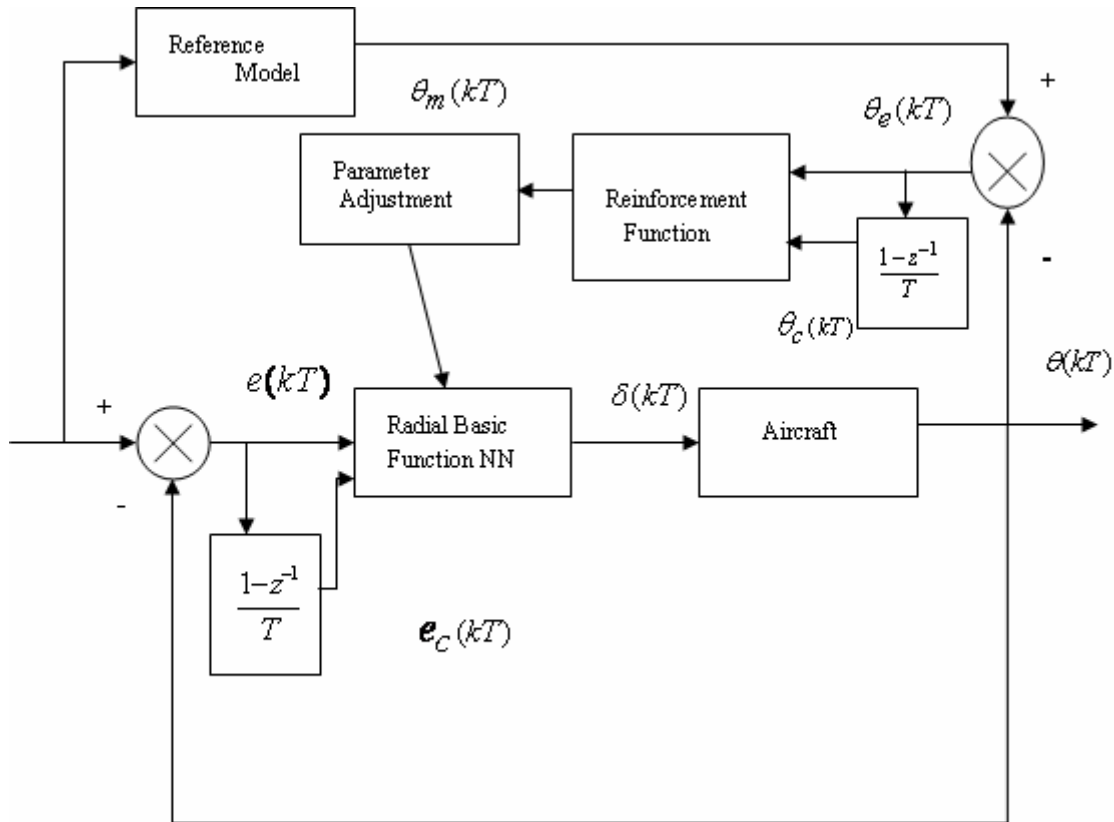 Reference
Model
θm(kT)
+
θe(kT)
Parameter
Adjustment
Reinforcement
Function
1−z⁻¹
T
-
θc(kT)
θ(kT)
e(kT)
δ(kT)
+
Radial Basic
Function NN
Aircraft
-
1−z⁻¹
T
eC(kT)